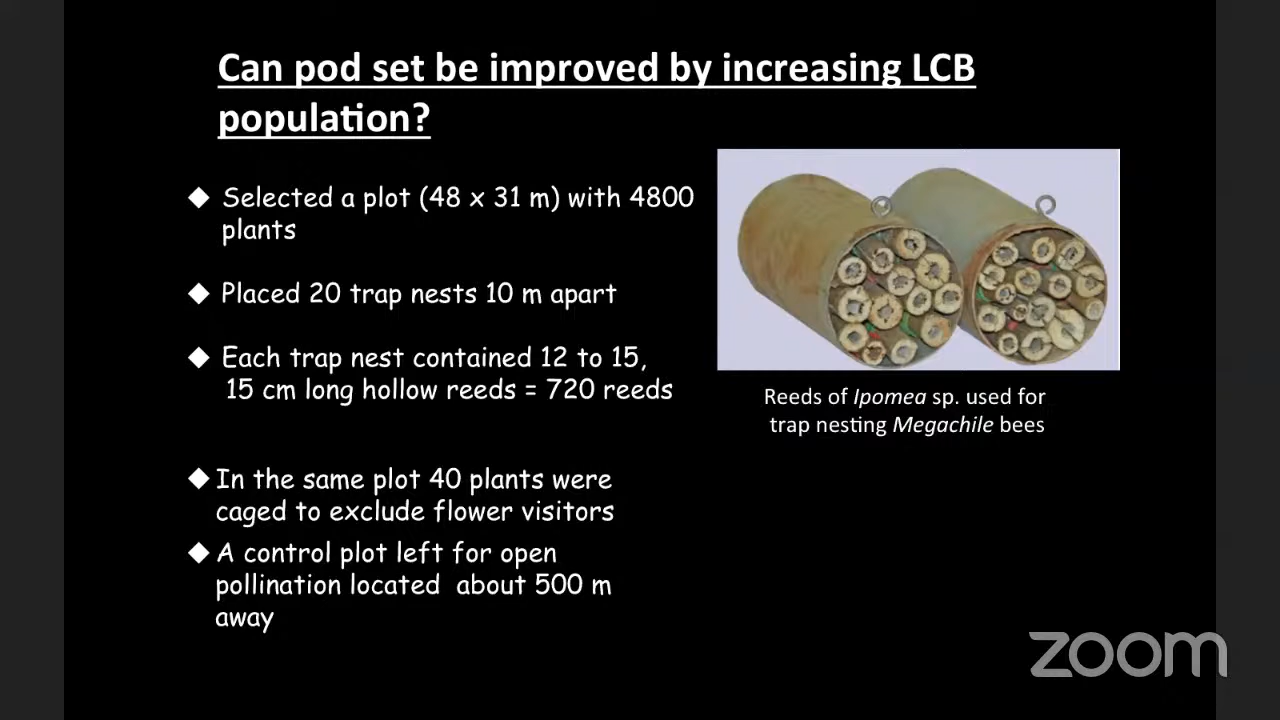 Can pod set be improved by increasing LCB
population?
Selected a plot (48 x 31 m) with 4800
plants
Placed 20 trap nests 10 m apart
Each trap nest contained 12 to 15,
15 cm long hollow reeds = 720 reeds
Reeds of Ipomea sp. used for
trap nesting Megachile bees
In the same plot 40 plants were
caged to exclude flower visitors
A control plot left for open
pollination located about 500 m
away
zoom